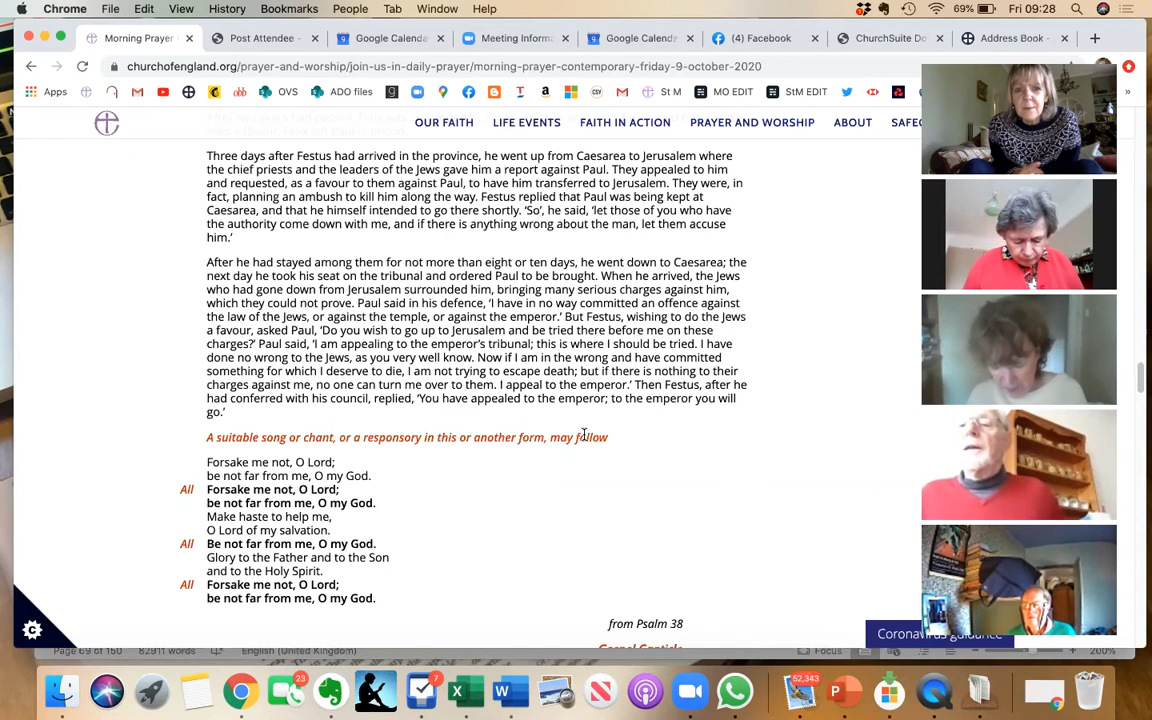 Chrome File Edit View History Bookmarks People Tab Window Help 69% Fri 09:28
Morning Prayer - Post Attendee - Google Calenda Meeting Informa Google Calenda (4) Facebook ChurchSuite Do Address Book -
churchofengland.org/prayer-and-worship/join-us-in-daily-prayer/morning-prayer-contemporary-friday-9-october-2020
Apps OVS ADO files St M MO EDIT StM EDIT »
OUR FAITH LIFE EVENTS FAITH IN ACTION PRAYER AND WORSHIP ABOUT SAFEG
Three days after Festus had arrived in the province, he went up from Caesarea to Jerusalem where
the chief priests and the leaders of the Jews gave him a report against Paul. They appealed to him
and requested, as a favour to them against Paul, to have him transferred to Jerusalem. They were, in
fact, planning an ambush to kill him along the way. Festus replied that Paul was being kept at
Caesarea, and that he himself intended to go there shortly. ‘So’, he said, ‘let those of you who have
the authority come down with me, and if there is anything wrong about the man, let them accuse
him.’
After he had stayed among them for not more than eight or ten days, he went down to Caesarea; the
next day he took his seat on the tribunal and ordered Paul to be brought. When he arrived, the Jews
who had gone down from Jerusalem surrounded him, bringing many serious charges against him,
which they could not prove. Paul said in his defence, ‘I have in no way committed an offence against
the law of the Jews, or against the temple, or against the emperor.’ But Festus, wishing to do the Jews
a favour, asked Paul, ‘Do you wish to go up to Jerusalem and be tried there before me on these
charges?’ Paul said, ‘I am appealing to the emperor’s tribunal; this is where I should be tried. I have
done no wrong to the Jews, as you very well know. Now if I am in the wrong and have committed
something for which I deserve to die, I am not trying to escape death; but if there is nothing to their
charges against me, no one can turn me over to them. I appeal to the emperor.’ Then Festus, after he
had conferred with his council, replied, ‘You have appealed to the emperor; to the emperor you will
go.’
A suitable song or chant, or a responsory in this or another form, may follow
Forsake me not, O Lord;
be not far from me, O my God.
All Forsake me not, O Lord;
be not far from me, O my God.
Make haste to help me,
O Lord of my salvation.
All Be not far from me, O my God.
Glory to the Father and to the Son
and to the Holy Spirit.
All Forsake me not, O Lord;
be not far from me, O my God.
from Psalm 38
Gospel Canticle
Coronavirus guidance
Page 69 of 150 82911 words English (United Kingdom) Focus 200%
23 7 52,343